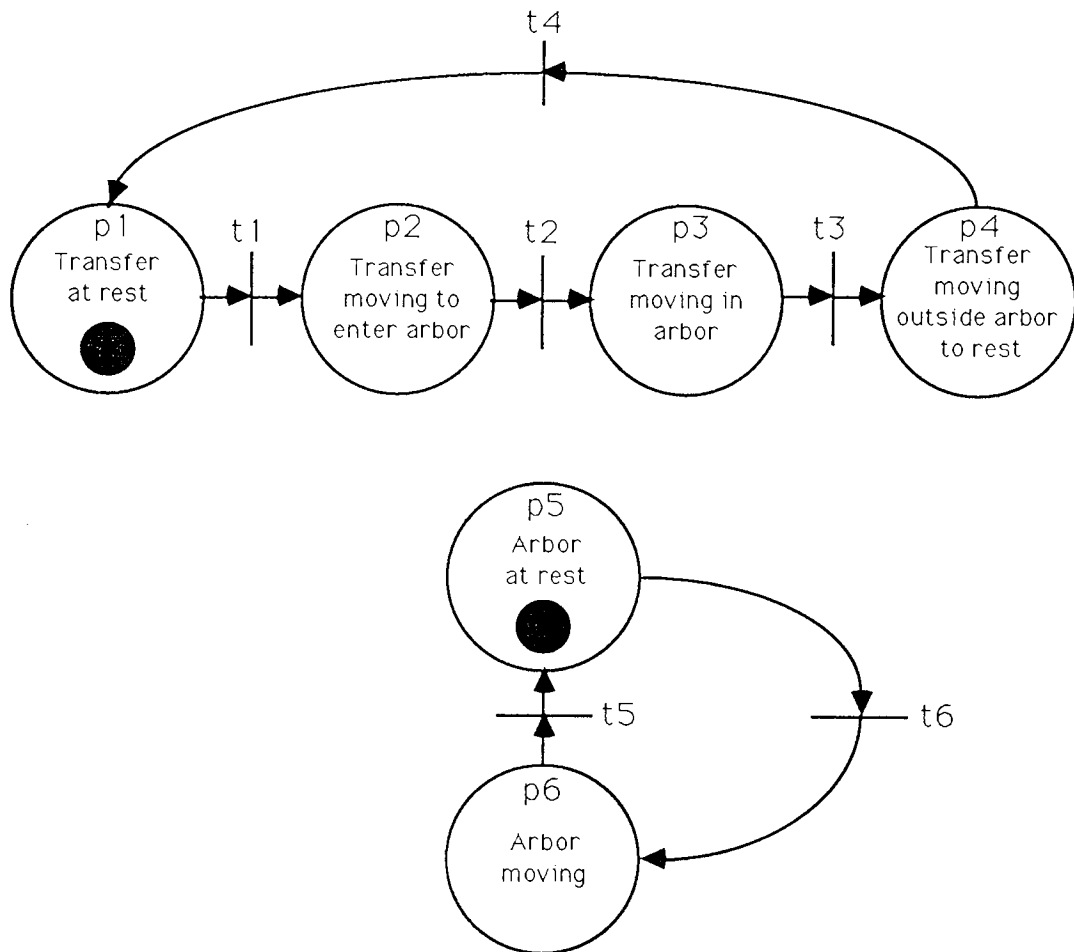 t4
p1
Transfer
at rest
t1
p2
Transfer
moving to
enter arbor
t2
p3
Transfer
moving in
arbor
t3
p4
Transfer
moving
outside arbor
to rest
p5
Arbor
at rest
t5
t6
p6
Arbor
moving